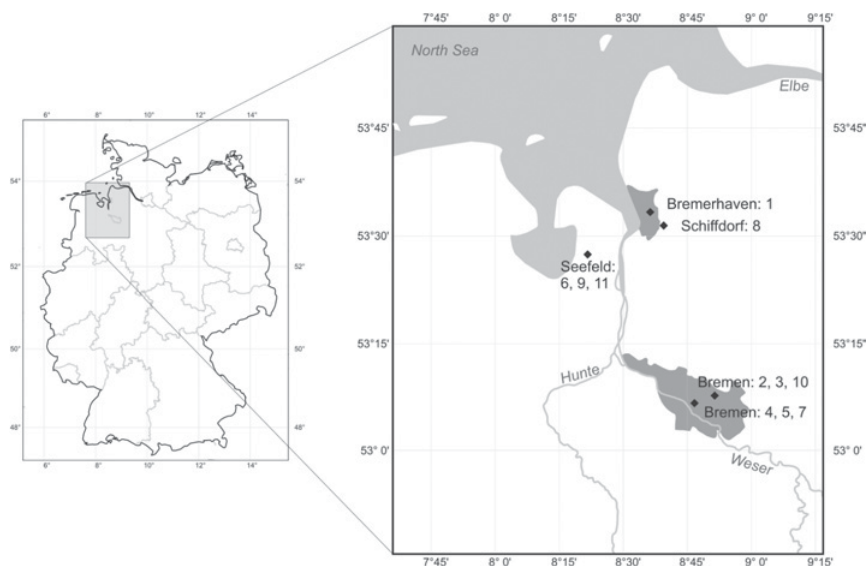 7°45' 8° 0' 8°15' 8°30' 8°45' 9° 0' 9°15'
North Sea
Elbe
53°45' 53°45'
6° 8° 10° 12° 14°
54° 54°
Bremerhaven: 1
Schiffdorf: 8
53°30' 53°30'
Seefeld:
6, 9, 11
52° 52°
53°15' 53°15'
50° 50°
Hunte
Bremen: 2, 3, 10
Bremen: 4, 5, 7
48° 48°
53° 0' 53° 0'
Weser
6° 8° 10° 12° 14°
7°45' 8° 0' 8°15' 8°30' 8°45' 9° 0' 9°15'